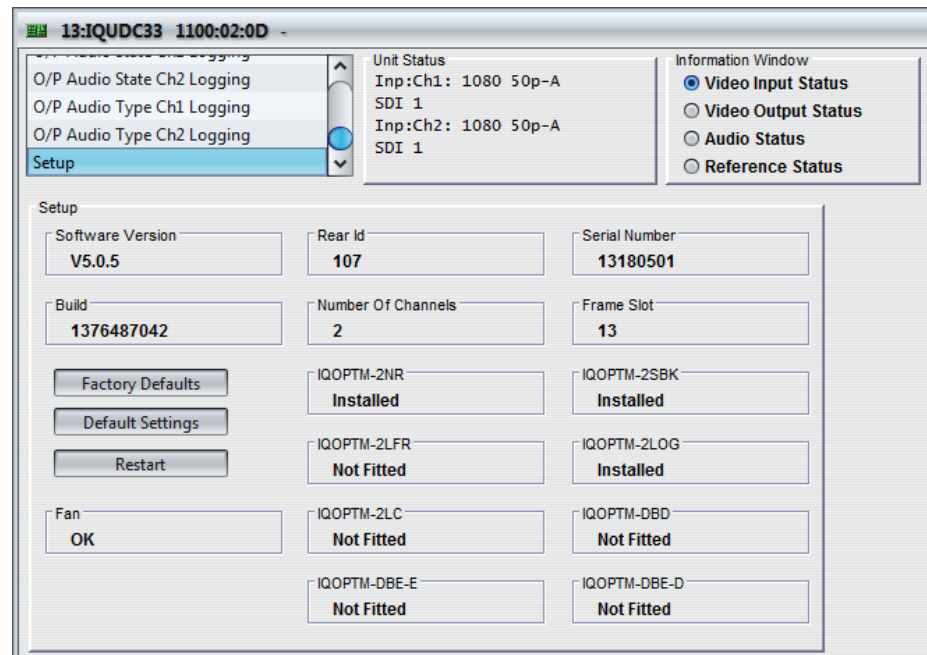 13:IQUDC33 1100:02:0D -
O/P Audio State Ch2 Logging
O/P Audio Type Ch1 Logging
O/P Audio Type Ch2 Logging
Setup
Unit Status
Inp:Ch1: 1080 50p-A
SDI 1
Inp:Ch2: 1080 50p-A
SDI 1
Information Window
Video Input Status
Video Output Status
Audio Status
Reference Status
Setup
Software Version
V5.0.5
Rear Id
107
Serial Number
13180501
Build
1376487042
Number Of Channels
2
Frame Slot
13
Factory Defaults
Default Settings
Restart
IQOPTM-2NR
Installed
IQOPTM-2SBK
Installed
IQOPTM-2LFR
Not Fitted
IQOPTM-2LOG
Installed
Fan
OK
IQOPTM-2LC
Not Fitted
IQOPTM-DBD
Not Fitted
IQOPTM-DBE-E
Not Fitted
IQOPTM-DBE-D
Not Fitted